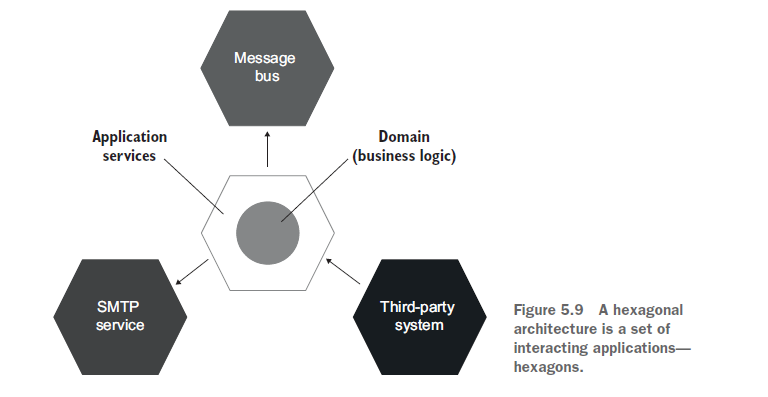 Message
bus
Application
services
Domain
(business logic)
SMTP
service
Third-party
system
Figure 5.9 A hexagonal
architecture is a set of
interacting applications—
hexagons.